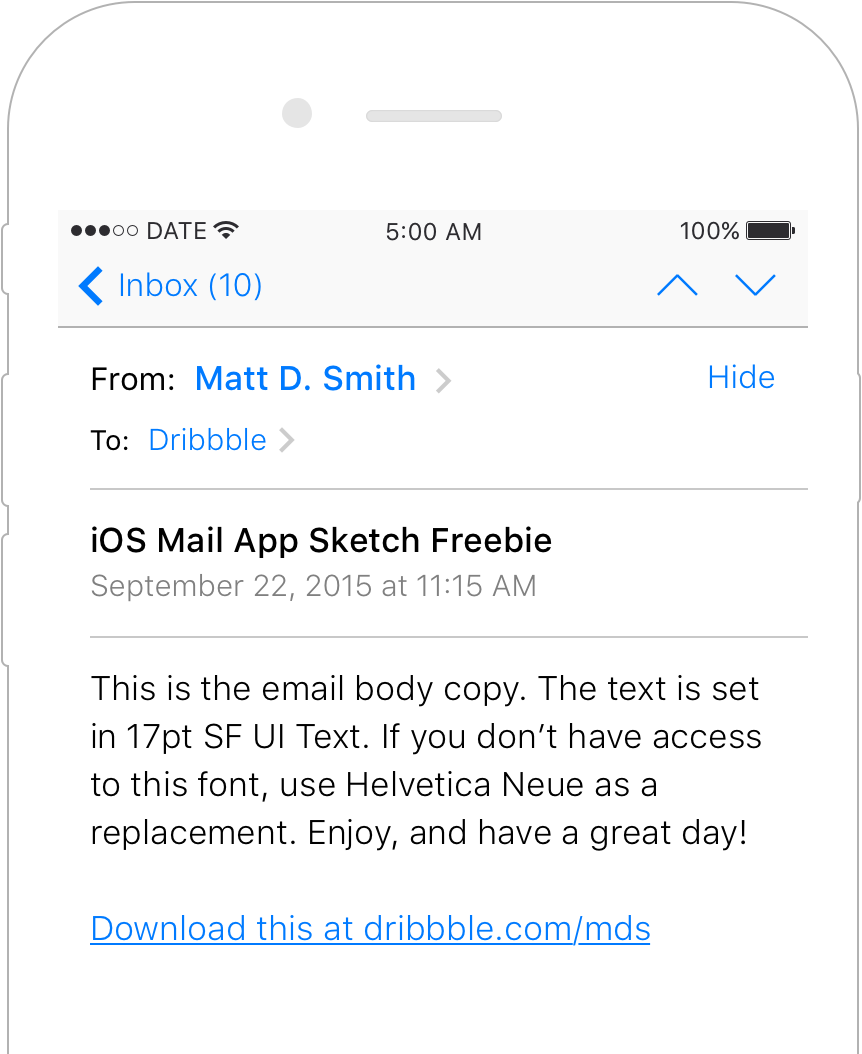 DATE 5:00 AM 100%
Inbox (10)
From: Matt D. Smith Hide
To: Dribbble
iOS Mail App Sketch Freebie
September 22, 2015 at 11:15 AM
This is the email body copy. The text is set
in 17pt SF UI Text. If you don’t have access
to this font, use Helvetica Neue as a
replacement. Enjoy, and have a great day!
Download this at dribbble.com/mds